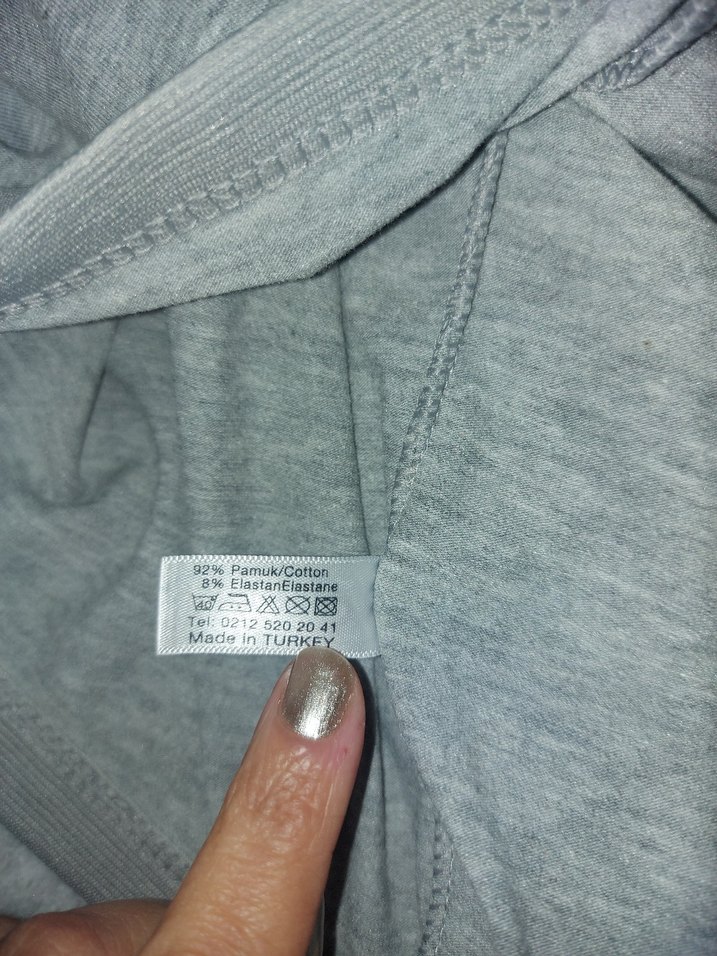 92% Pamuk/Cotton
8% ElastanElastane
40
Tel: 0212 520 20 41
Made in TURKEY